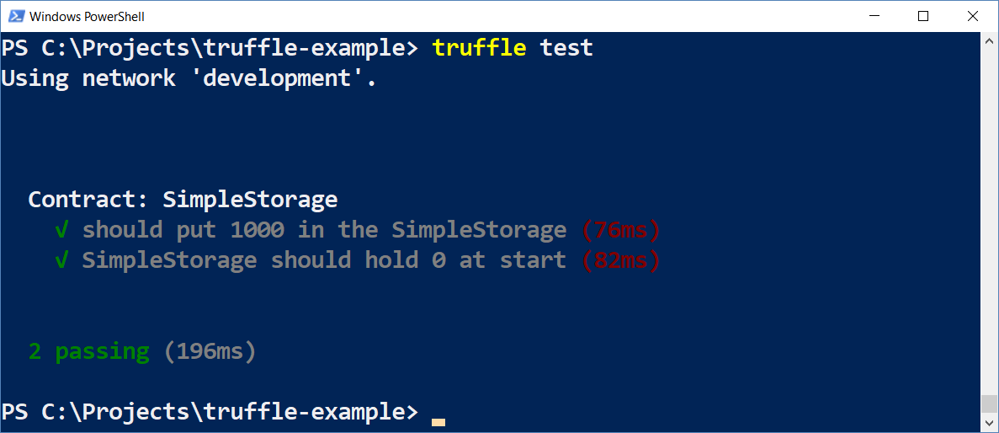 Windows PowerShell
PS C:\Projects\truffle-example> truffle test
Using network 'development'.
Contract: SimpleStorage
√ should put 1000 in the SimpleStorage (76ms)
√ SimpleStorage should hold 0 at start (82ms)
2 passing (196ms)
PS C:\Projects\truffle-example>